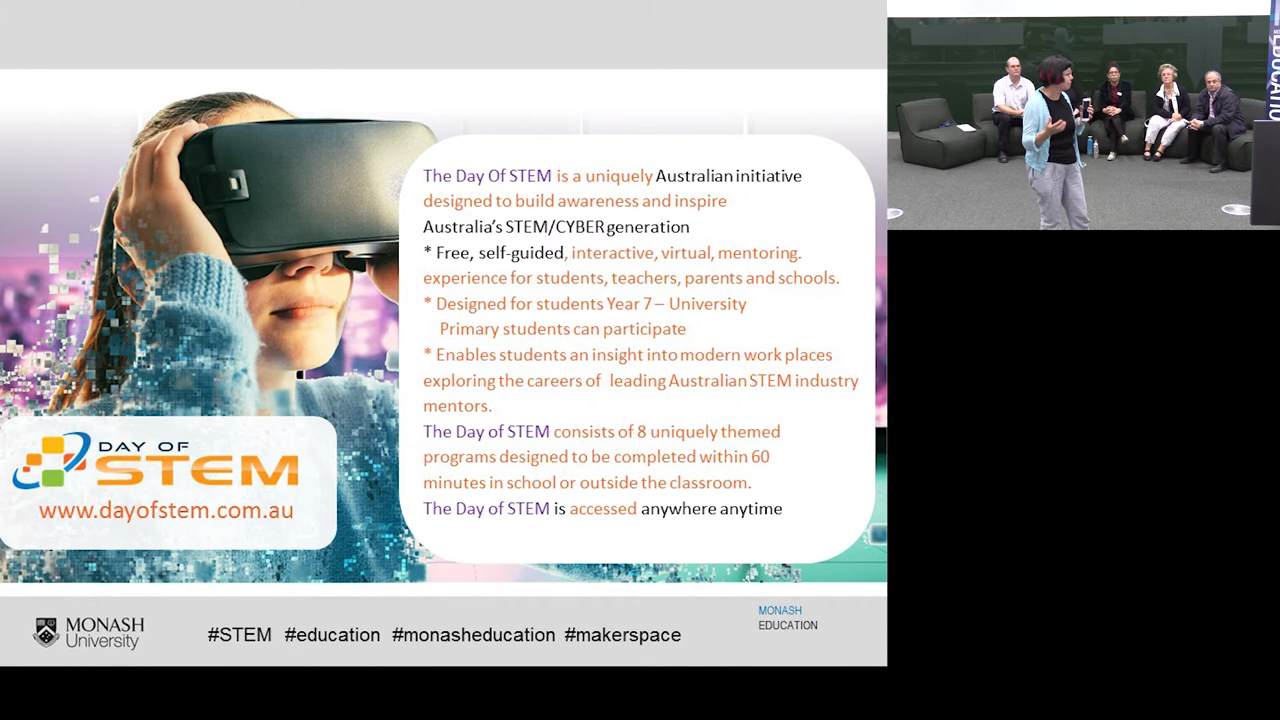 The Day Of STEM is a uniquely Australian initiative
designed to build awareness and inspire
Australia's STEM/CYBER generation
* Free, self-guided, interactive, virtual, mentoring.
experience for students, teachers, parents and schools.
* Designed for students Year 7 – University
Primary students can participate
* Enables students an insight into modern work places
exploring the careers of leading Australian STEM industry
mentors.
The Day of STEM consists of 8 uniquely themed
programs designed to be completed within 60
minutes in school or outside the classroom.
The Day of STEM is accessed anywhere anytime
DAY OF
STEM
www.dayofstem.com.au
MONASH
University
#STEM #education #monasheducation #makerspace
MONASH
EDUCATION